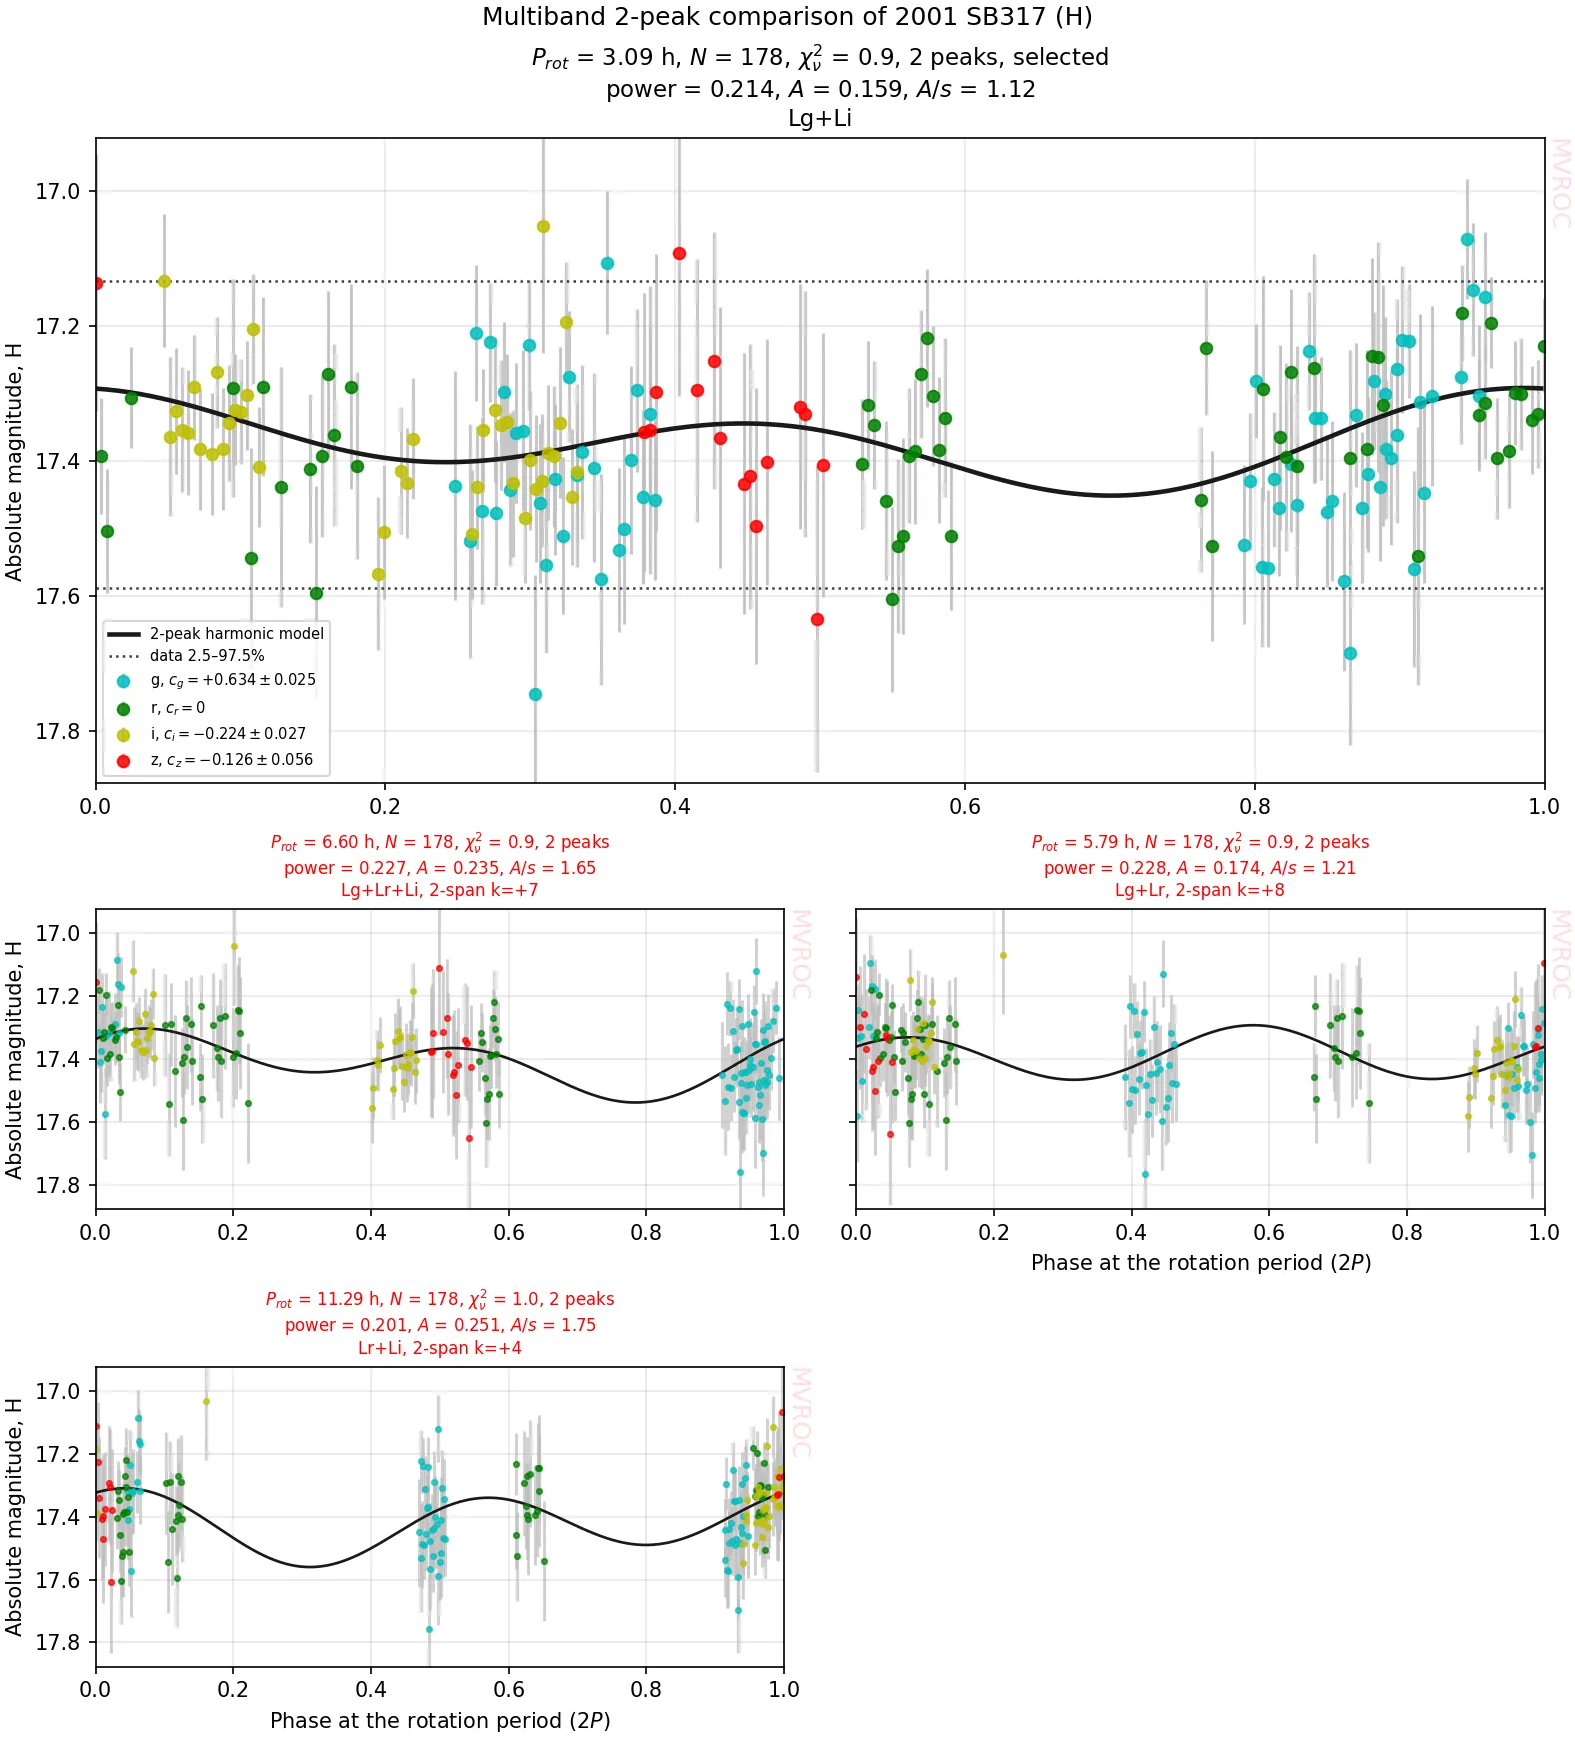 Multiband 2-peak comparison of 2001 SB317 (H)
P_rot = 3.09 h, N = 178, χ²_ν = 0.9, 2 peaks, selected
power = 0.214, A = 0.159, A/s = 1.12
Lg+Li
MVROC
Absolute magnitude, H
17.0
17.2
17.4
17.6
17.8
2-peak harmonic model
data 2.5–97.5%
g, c_g = +0.634 ± 0.025
r, c_r = 0
i, c_i = −0.224 ± 0.027
z, c_z = −0.126 ± 0.056
0.0 0.2 0.4 0.6 0.8 1.0
P_rot = 6.60 h, N = 178, χ²_ν = 0.9, 2 peaks
power = 0.227, A = 0.235, A/s = 1.65
Lg+Lr+Li, 2-span k=+7
MVROC
Absolute magnitude, H
17.0
17.2
17.4
17.6
17.8
0.0 0.2 0.4 0.6 0.8 1.0
P_rot = 5.79 h, N = 178, χ²_ν = 0.9, 2 peaks
power = 0.228, A = 0.174, A/s = 1.21
Lg+Lr, 2-span k=+8
MVROC
0.0 0.2 0.4 0.6 0.8 1.0
Phase at the rotation period (2P)
P_rot = 11.29 h, N = 178, χ²_ν = 1.0, 2 peaks
power = 0.201, A = 0.251, A/s = 1.75
Lr+Li, 2-span k=+4
MVROC
Absolute magnitude, H
17.0
17.2
17.4
17.6
17.8
0.0 0.2 0.4 0.6 0.8 1.0
Phase at the rotation period (2P)